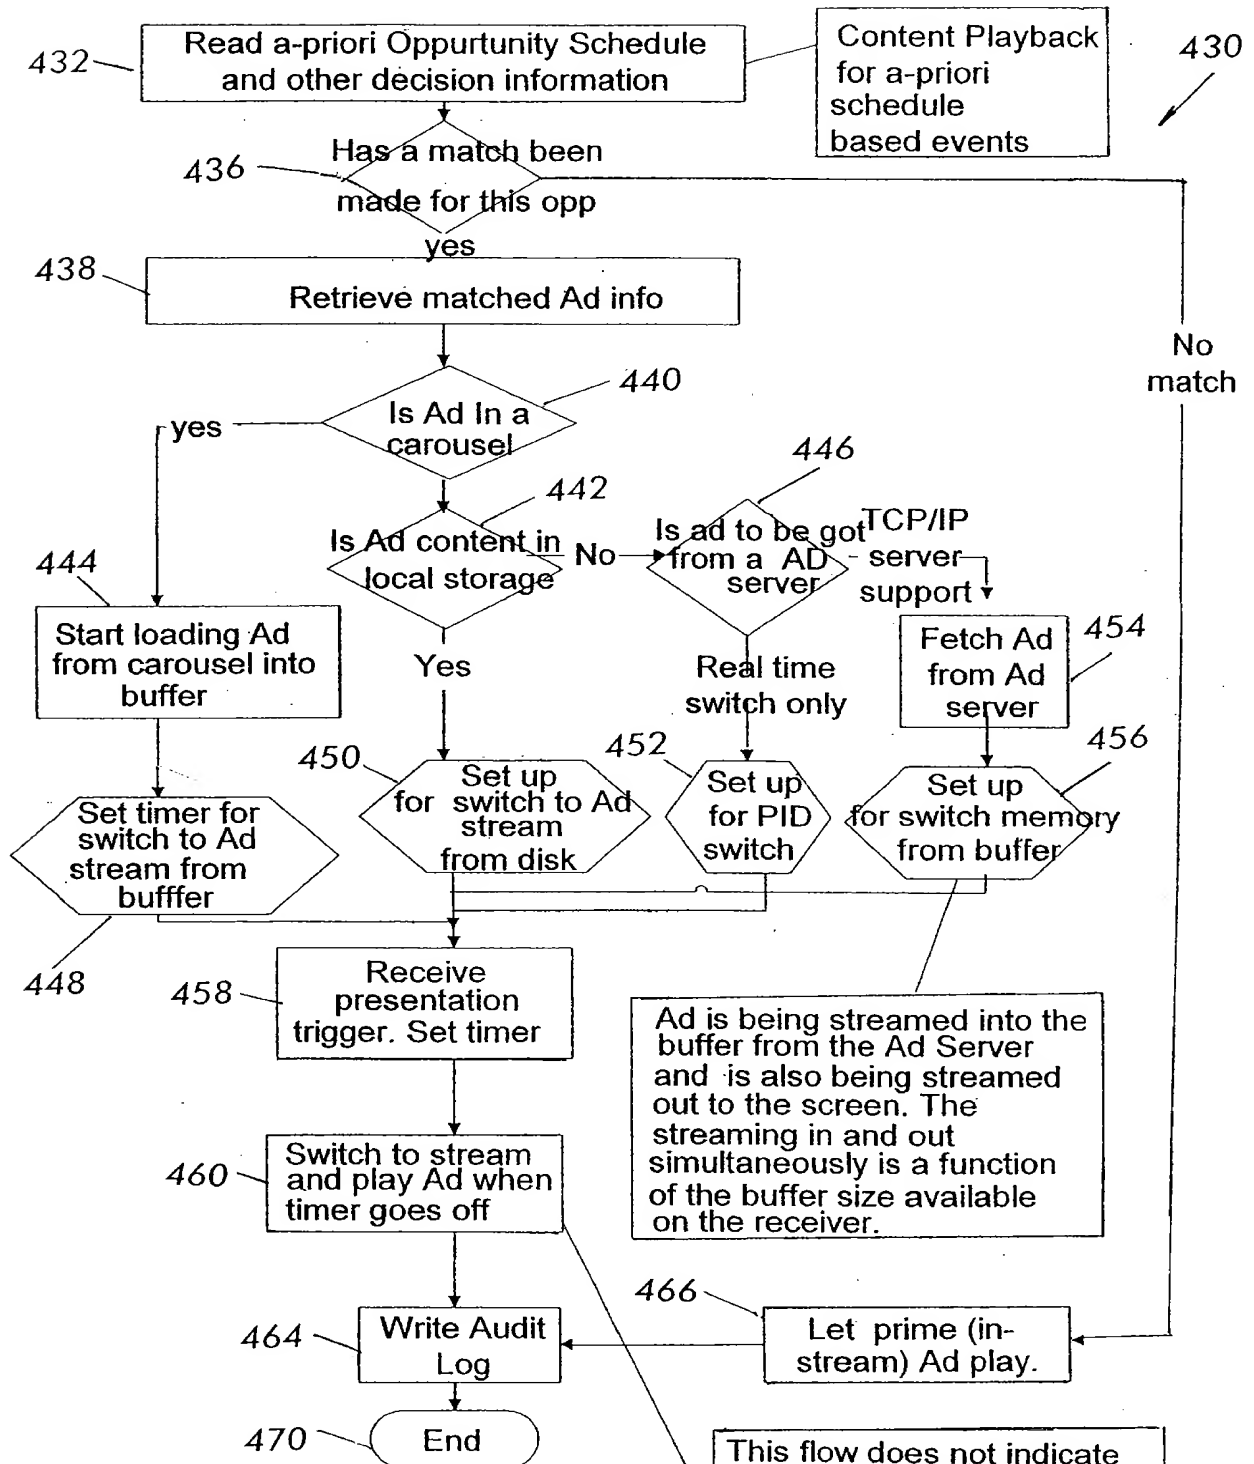 432
Read a-priori Oppurtunity Schedule
and other decision information
Content Playback
for a-priori
schedule
based events
430
436
Has a match been
made for this opp
yes
438
Retrieve matched Ad info
No
match
440
Is Ad In a
carousel
yes
442
Is Ad content in
local storage
No
446
Is ad to be got
from a AD
server
TCP/IP
server
support
444
Start loading Ad
from carousel into
buffer
Yes
Real time
switch only
Fetch Ad
from Ad
server
454
448
Set timer for
switch to Ad
stream from
bufffer
450
Set up
for switch to Ad
stream
from disk
452
Set up
for PID
switch
456
Set up
for switch memory
from buffer
458
Receive
presentation
trigger. Set timer
Ad is being streamed into the
buffer from the Ad Server
and is also being streamed
out to the screen. The
streaming in and out
simultaneously is a function
of the buffer size available
on the receiver.
460
Switch to stream
and play Ad when
timer goes off
466
Let prime (in-
stream) Ad play.
464
Write Audit
Log
470
End
This flow does not indicate